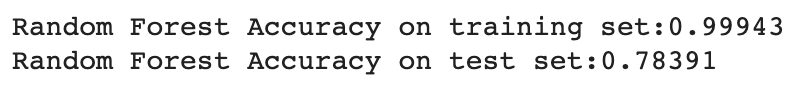 Random Forest Accuracy on training set:0.99943
Random Forest Accuracy on test set:0.78391